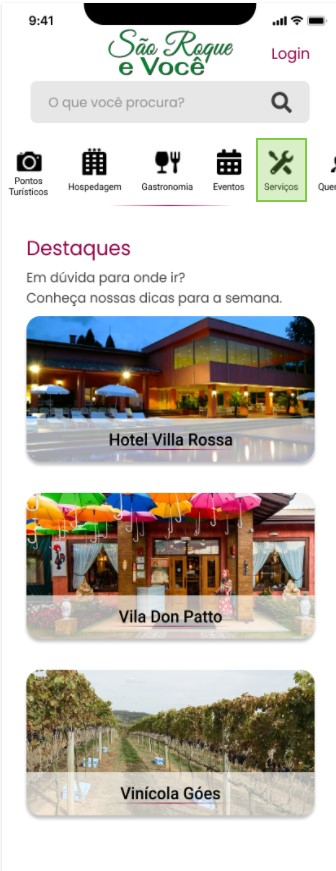 9:41
São Roque
e Você
Login
O que você procura?
Pontos
Turísticos
Hospedagem
Gastronomia
Eventos
Serviços
Que
Destaques
Em dúvida para onde ir?
Conheça nossas dicas para a semana.
Hotel Villa Rossa
Vila Don Patto
Vinícola Góes